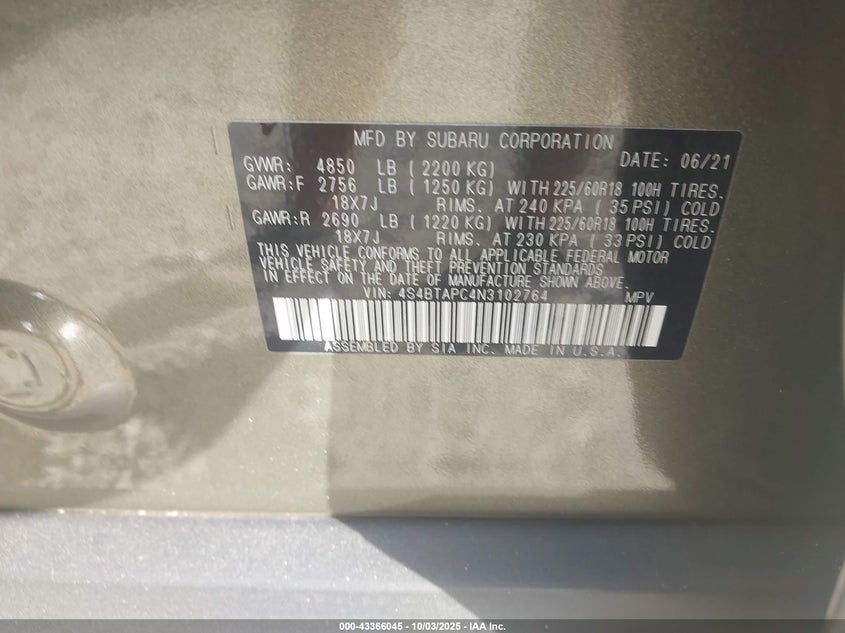 MFD BY SUBARU CORPORATION
GVWR: 4850 LB (2200 KG) DATE: 06/21
GAWR:F 2756 LB (1250 KG) WITH 225/60R18 100H TIRES.
18X7J RIMS. AT 240 KPA (35 PSI) COLD
GAWR:R 2690 LB (1220 KG) WITH 225/60R18 100H TIRES.
18X7J RIMS. AT 230 KPA (33 PSI) COLD
THIS VEHICLE CONFORMS TO ALL APPLICABLE FEDERAL MOTOR
VEHICLE SAFETY AND THEFT PREVENTION STANDARDS
IN EFFECT ON THE DATE OF MANUFACTURE SHOWN ABOVE.
VIN: 4S4BTAPC4N3102764 MPV
ASSEMBLED BY SIA INC. MADE IN U.S.A.
000-43366045 - 10/03/2025 - IAA Inc.